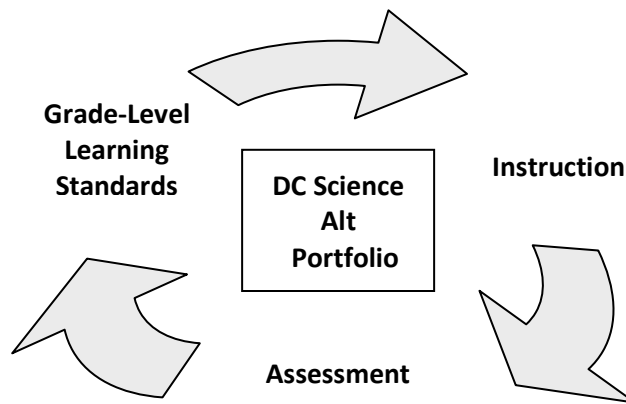 Grade-Level
Learning
Standards
DC Science
Alt
Portfolio
Instruction
Assessment